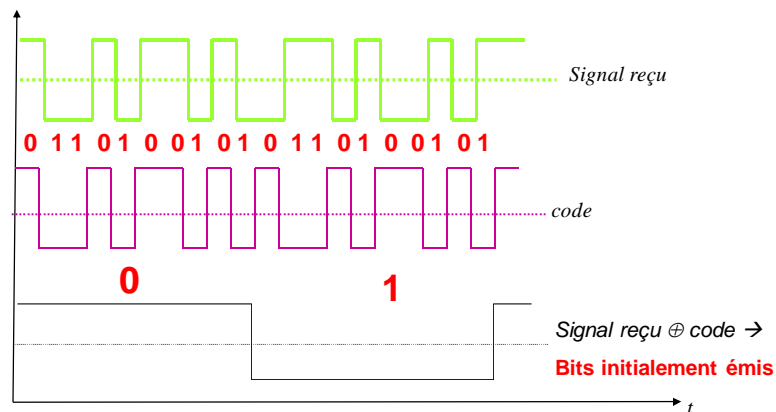 Signal reçu
0 1 1 0 1 0 0 1 0 1 0 1 1 0 1 0 0 1 0 1
code
0 1
Signal reçu ⊕ code →
Bits initialement émis
t